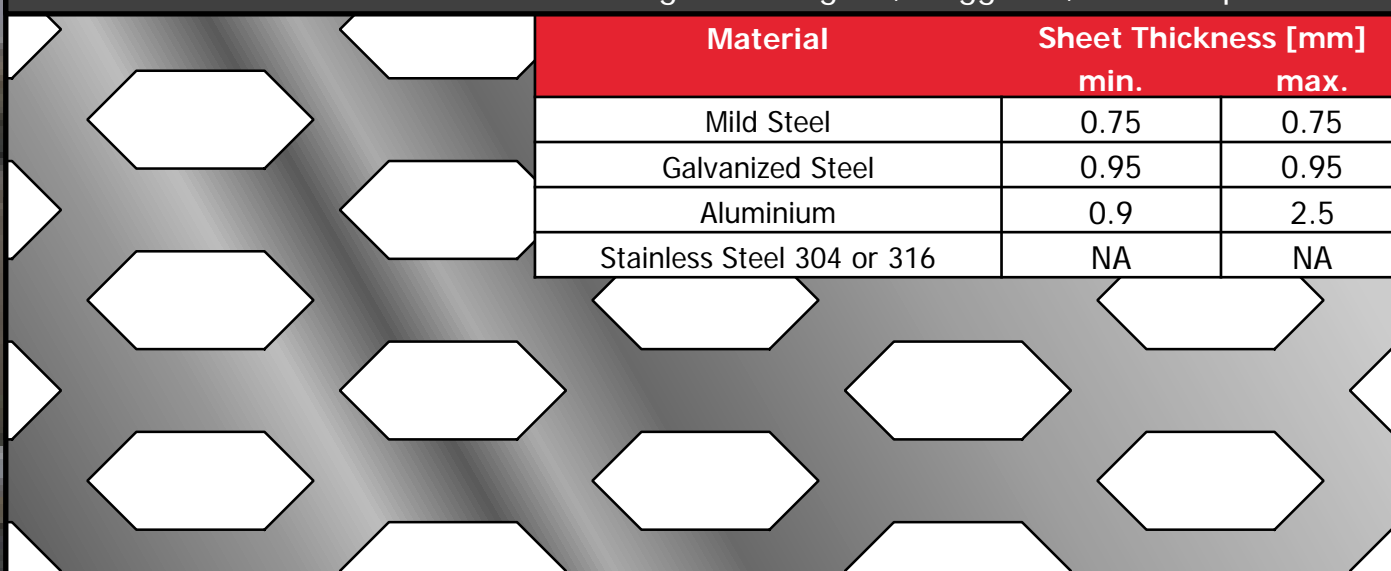 Material Sheet Thickness [mm]
min. max.
Mild Steel 0.75 0.75
Galvanized Steel 0.95 0.95
Aluminium 0.9 2.5
Stainless Steel 304 or 316 NA NA